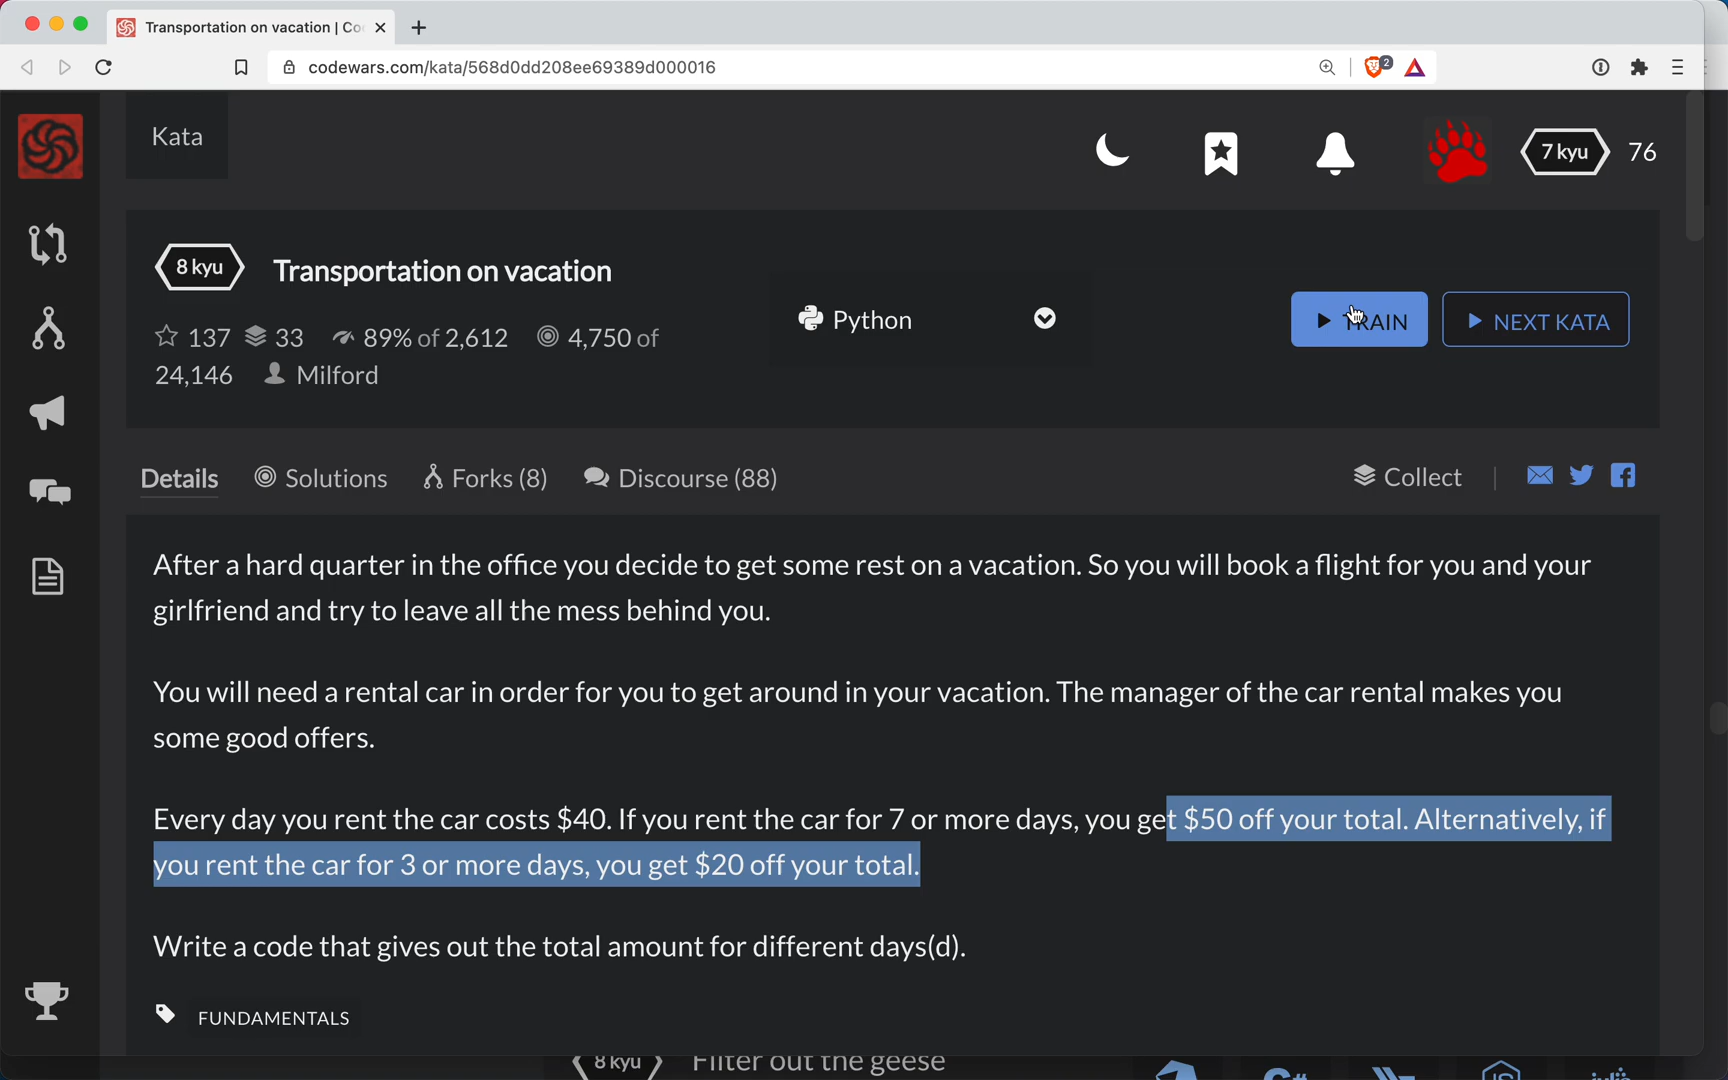 Transportation on vacation | Co
codewars.com/kata/568d0dd208ee69389d000016
2
Kata
7 kyu
76
8 kyu
Transportation on vacation
Python
TRAIN
NEXT KATA
137 33 89% of 2,612 4,750 of
24,146 Milford
Details Solutions Forks (8) Discourse (88)
Collect
After a hard quarter in the office you decide to get some rest on a vacation. So you will book a flight for you and your
girlfriend and try to leave all the mess behind you.
You will need a rental car in order for you to get around in your vacation. The manager of the car rental makes you
some good offers.
Every day you rent the car costs $40. If you rent the car for 7 or more days, you get $50 off your total. Alternatively, if
you rent the car for 3 or more days, you get $20 off your total.
Write a code that gives out the total amount for different days(d).
FUNDAMENTALS
8 kyu Filter out the geese